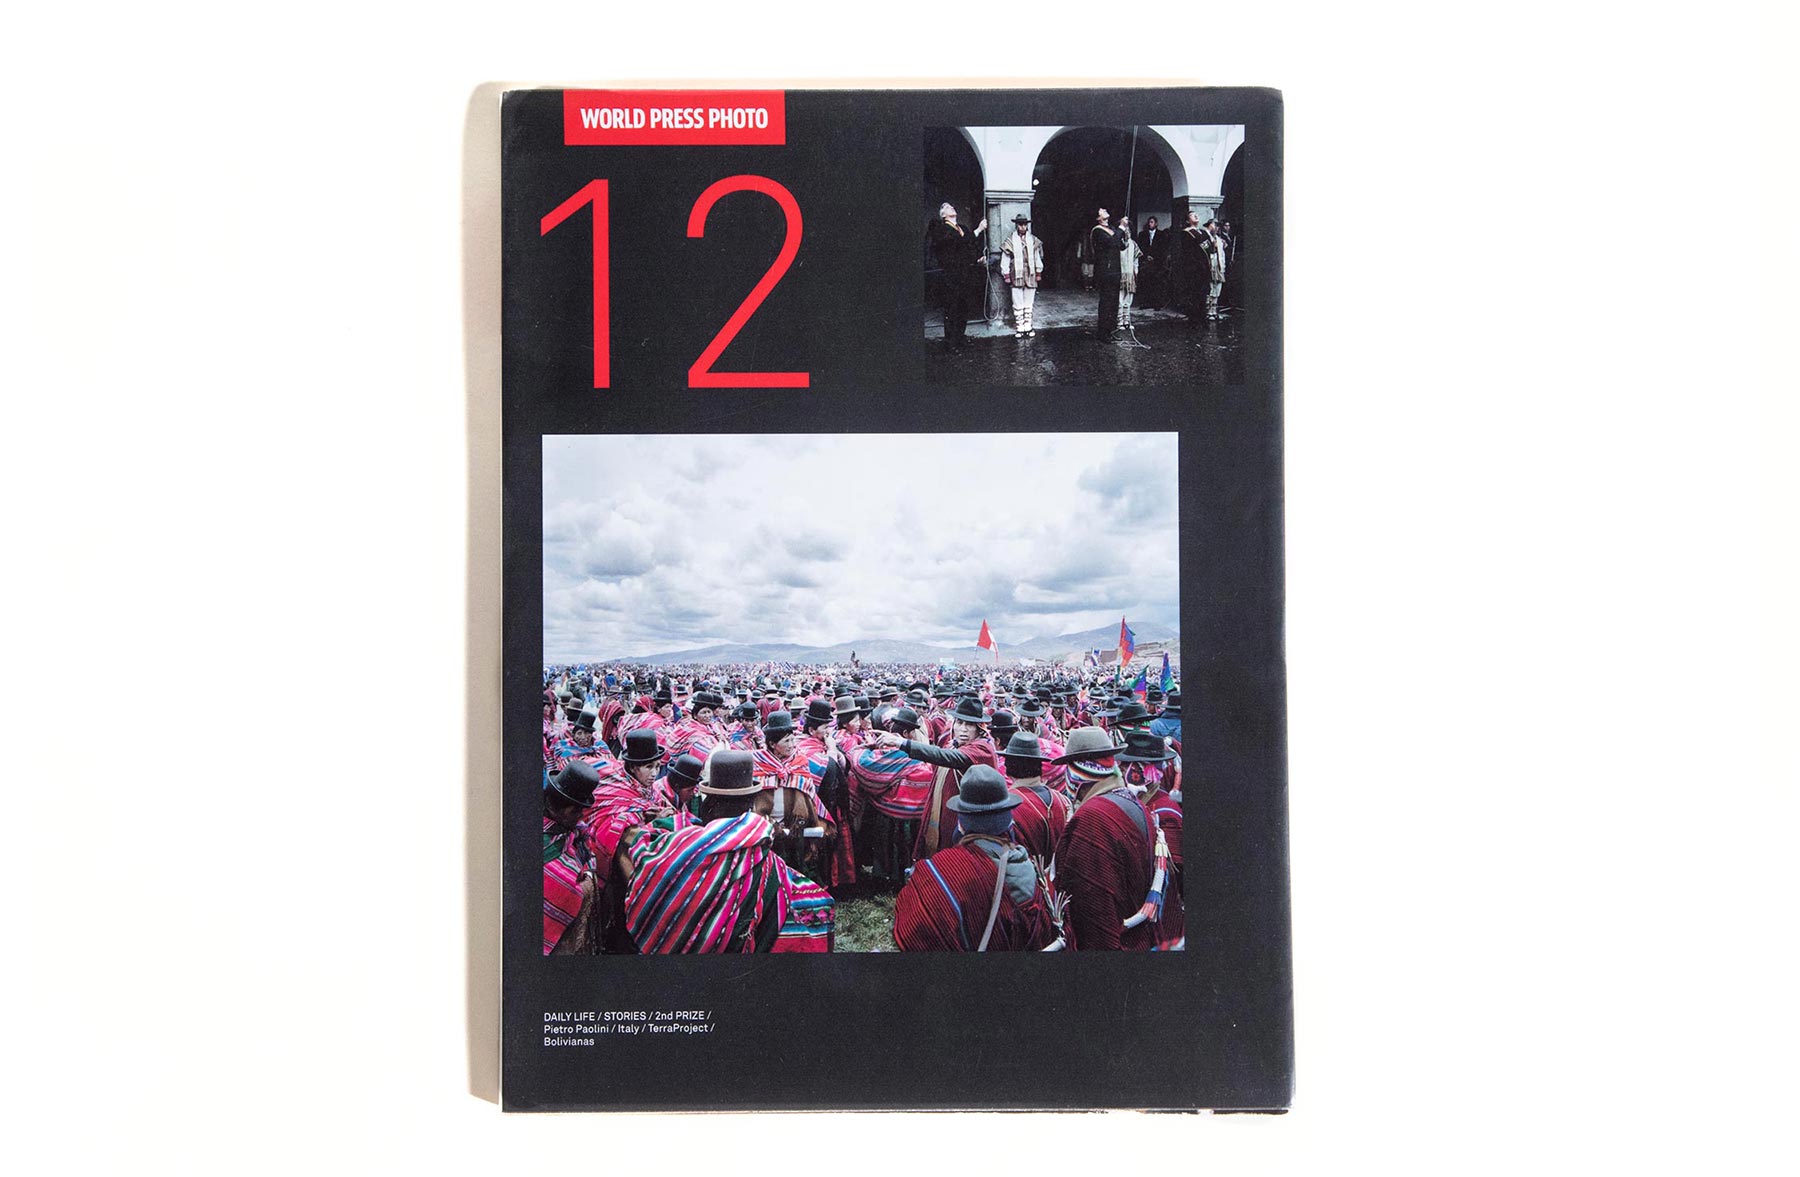 WORLD PRESS PHOTO
12
DAILY LIFE / STORIES / 2nd PRIZE /
Pietro Paolini / Italy / TerraProject /
Bolivianas